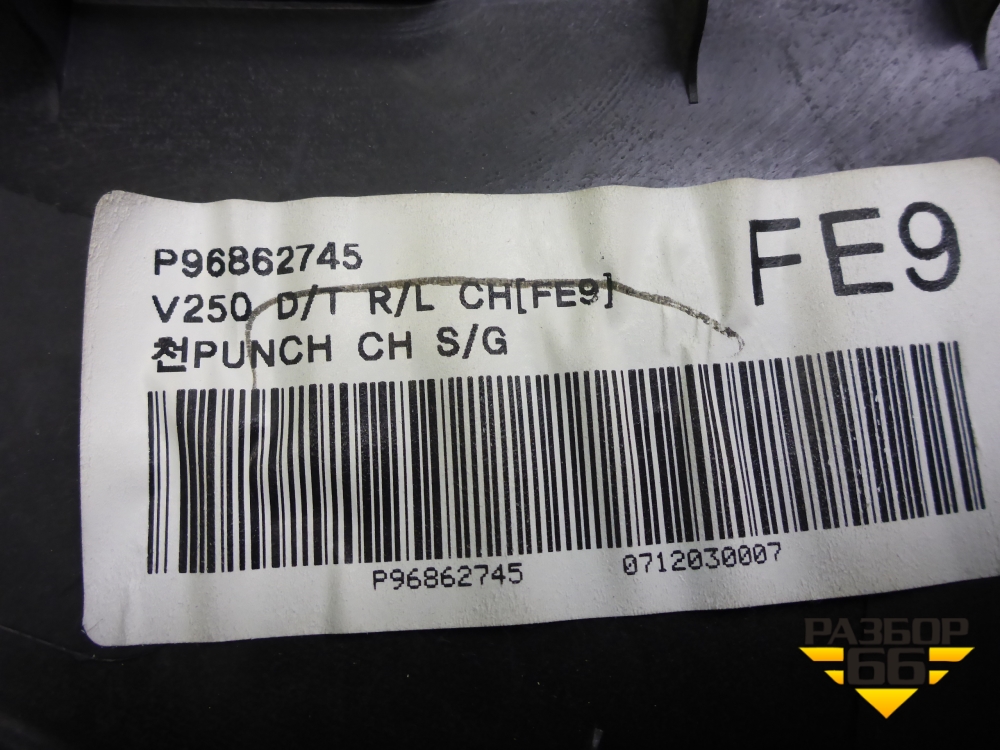 P96862745
FE9
V250 D/T R/L CH[FE9]
천PUNCH CH S/G
P96862745
0712030007
РАЗБОР
66